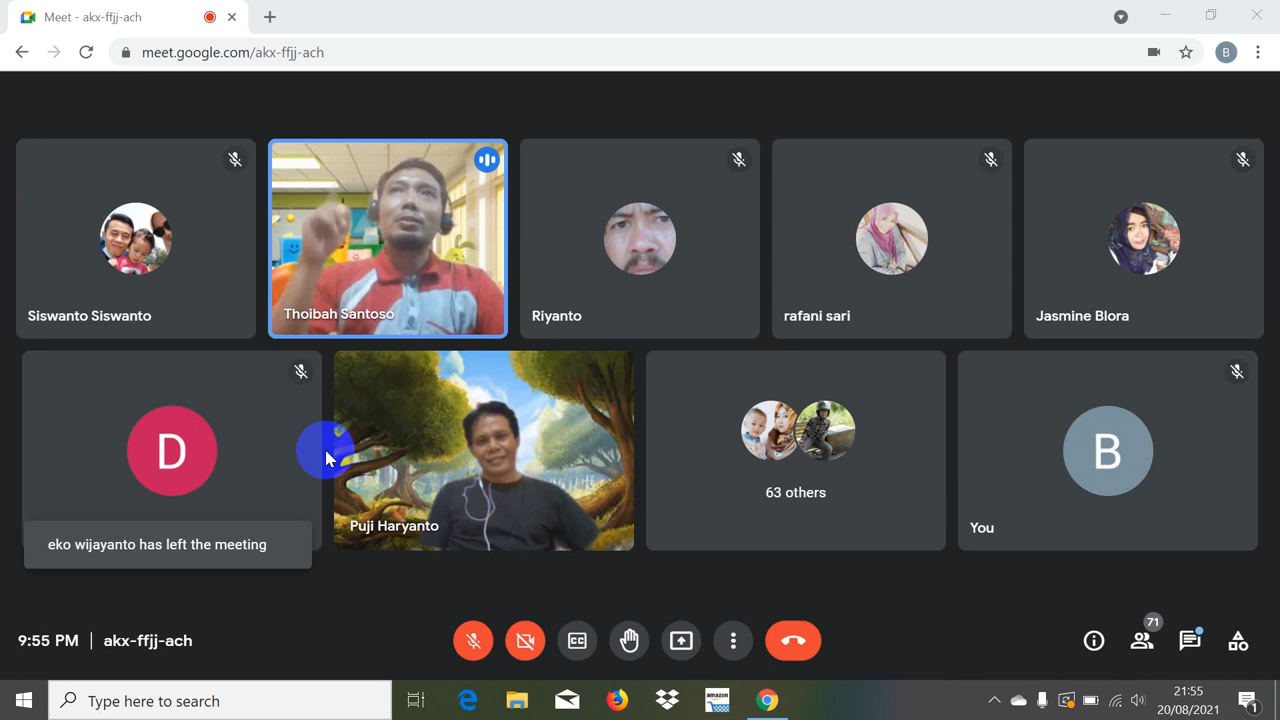 Meet - akx-ffjj-ach
meet.google.com/akx-ffjj-ach
B
Siswanto Siswanto
Thoibah Santoso
Riyanto
rafani sari
Jasmine Blora
D
eko wijayanto has left the meeting
Puji Haryanto
63 others
B
You
9:55 PM | akx-ffjj-ach
CC
71
Type here to search
amazon
21:55
20/08/2021
1